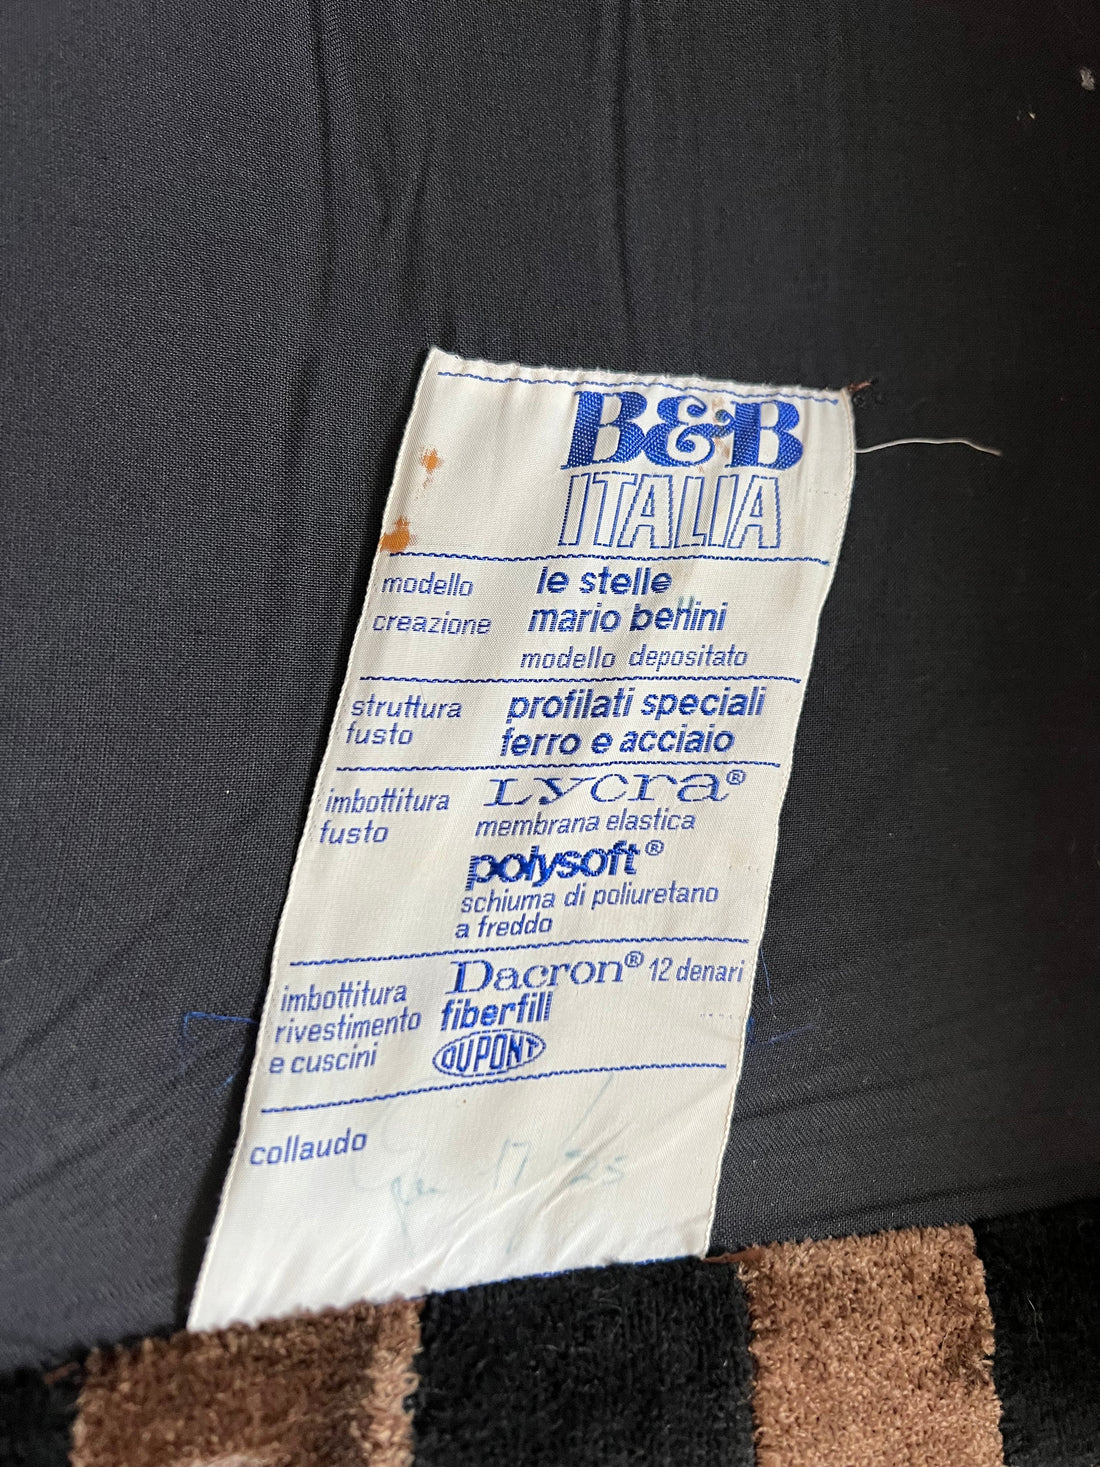 B&B
ITALIA
modello le stelle
creazione mario bellini
modello depositato
struttura profilati speciali
fusto ferro e acciaio
imbottitura Lycra®
fusto membrana elastica
polysoft®
schiuma di poliuretano
a freddo
imbottitura Dacron® 12 denari
rivestimento fiberfill
e cuscini DUPONT
collaudo